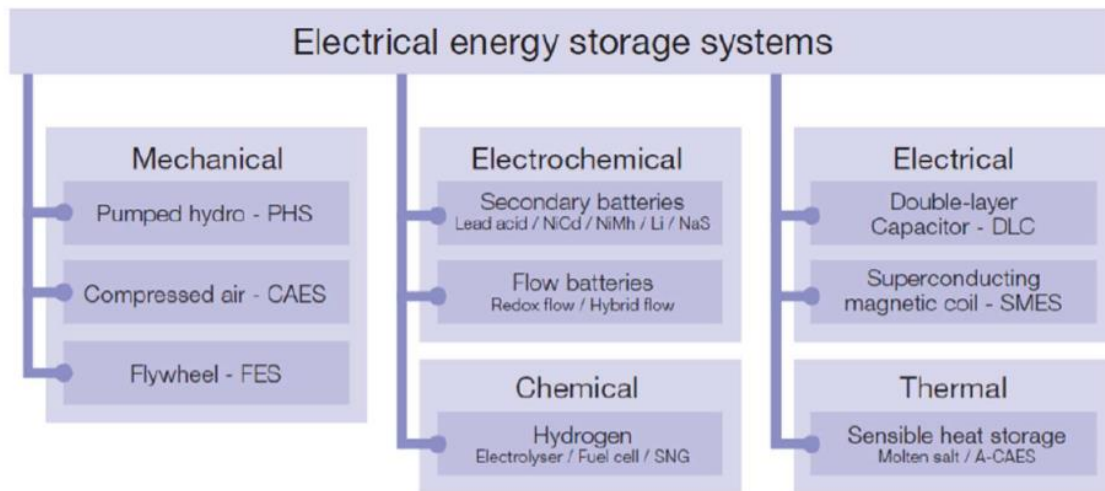 Electrical energy storage systems
Mechanical
Pumped hydro - PHS
Compressed air - CAES
Flywheel - FES
Electrochemical
Secondary batteries
Lead acid / NiCd / NiMh / Li / NaS
Flow batteries
Redox flow / Hybrid flow
Chemical
Hydrogen
Electrolyser / Fuel cell / SNG
Electrical
Double-layer
Capacitor - DLC
Superconducting
magnetic coil - SMES
Thermal
Sensible heat storage
Molten salt / A-CAES